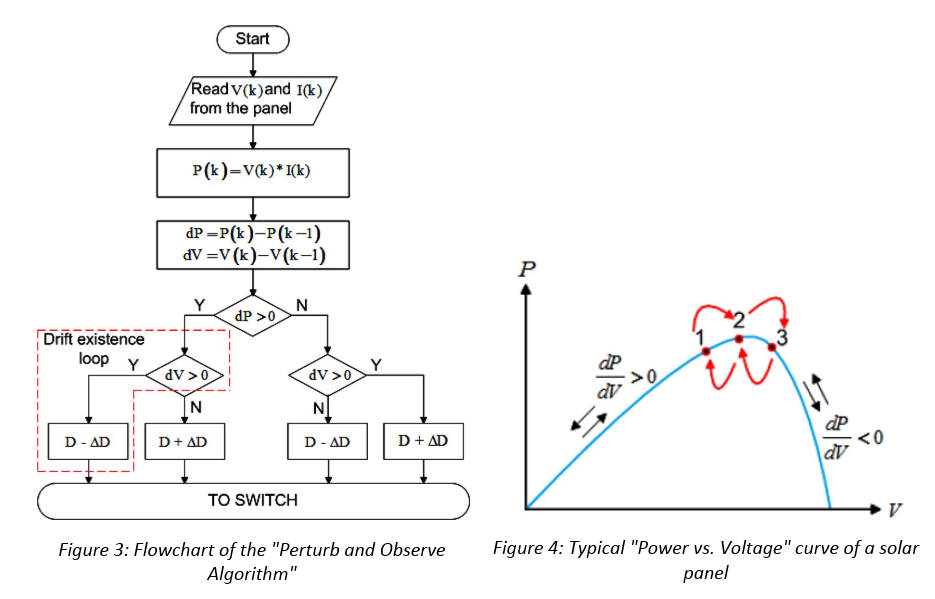 Start
Read V(k) and I(k)
from the panel
P(k)=V(k)*I(k)
dP =P(k)−P(k−1)
dV =V(k)−V(k−1)
dP >0
Y
N
Drift existence
loop
Y
dV >0
N
dV >0
Y
N
D - ΔD
D + ΔD
D - ΔD
D + ΔD
TO SWITCH
Figure 3: Flowchart of the "Perturb and Observe
Algorithm"
P
1
2
3
dP/dV >0
dP/dV <0
V
Figure 4: Typical "Power vs. Voltage" curve of a solar
panel